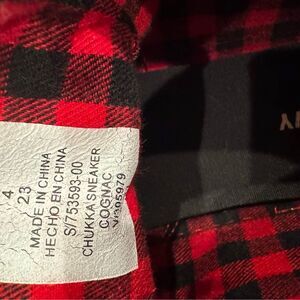 4
23
MADE IN CHINA
HECHO EN CHINA
S/753593-00
CHUKKA SNEAKER
COGNAC